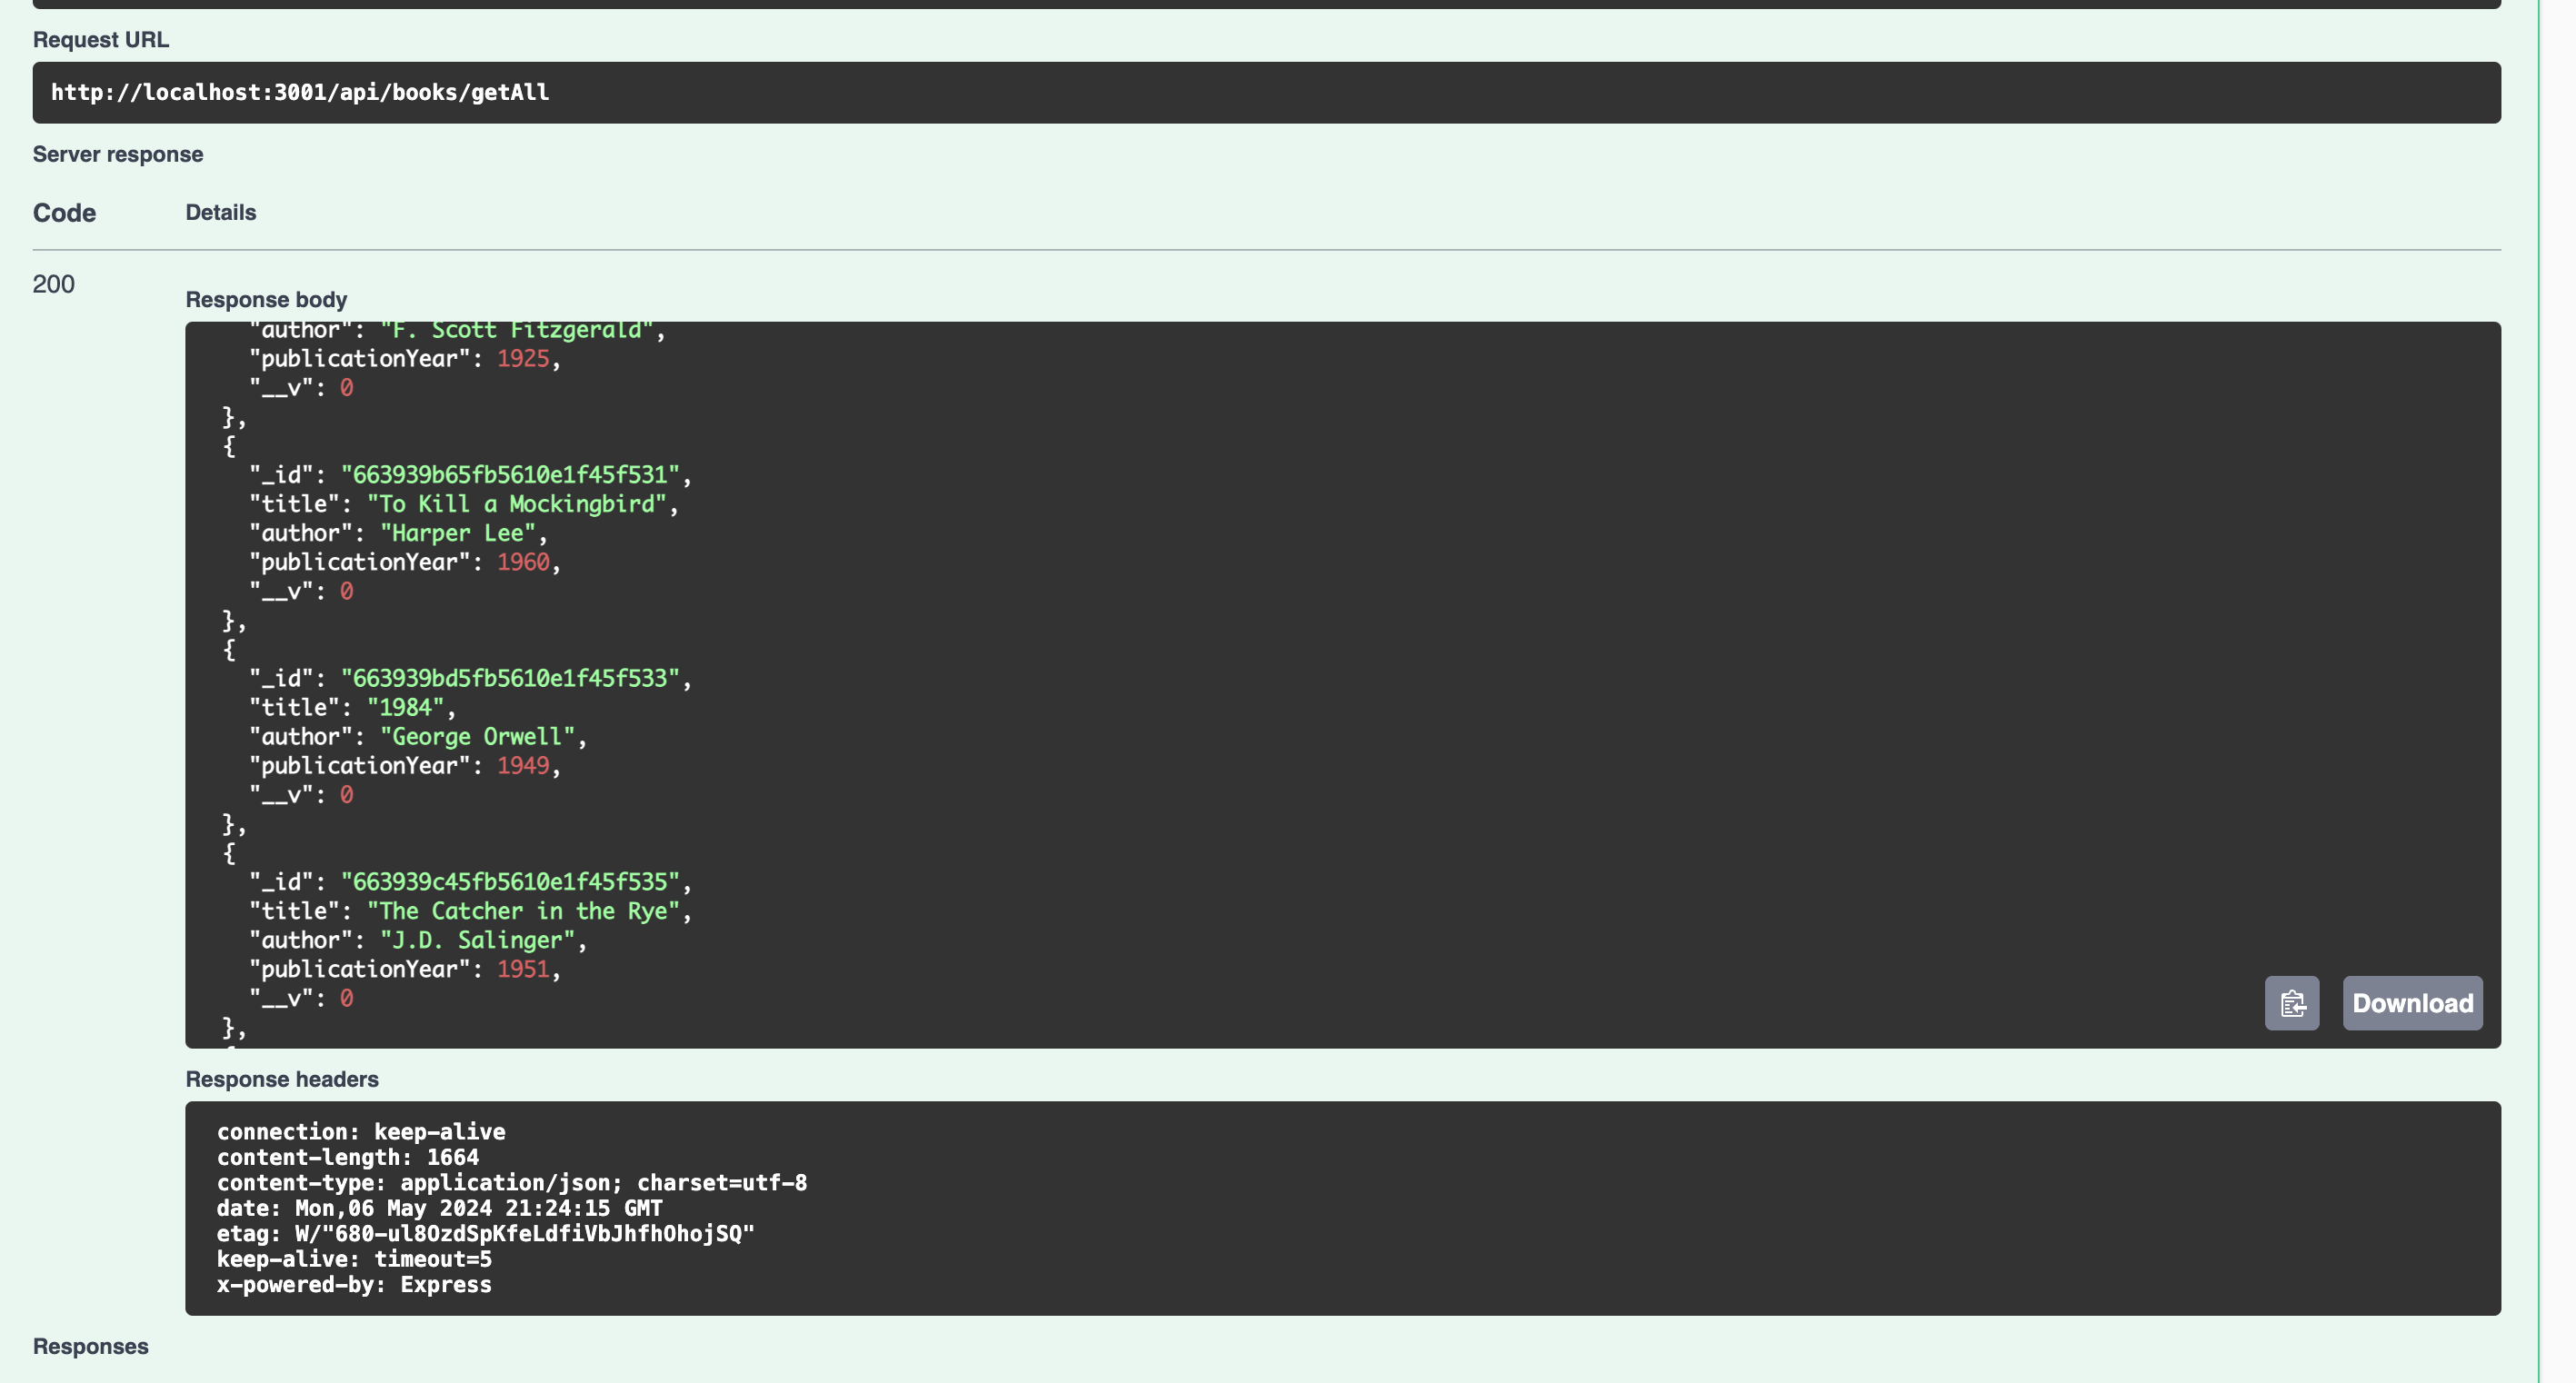 Request URL
http://localhost:3001/api/books/getAll
Server response
Code Details
200
Response body
"author": "F. Scott Fitzgerald",
"publicationYear": 1925,
"__v": 0
},
{
"_id": "663939b65fb5610e1f45f531",
"title": "To Kill a Mockingbird",
"author": "Harper Lee",
"publicationYear": 1960,
"__v": 0
},
{
"_id": "663939bd5fb5610e1f45f533",
"title": "1984",
"author": "George Orwell",
"publicationYear": 1949,
"__v": 0
},
{
"_id": "663939c45fb5610e1f45f535",
"title": "The Catcher in the Rye",
"author": "J.D. Salinger",
"publicationYear": 1951,
"__v": 0
},
Download
Response headers
connection: keep-alive
content-length: 1664
content-type: application/json; charset=utf-8
date: Mon,06 May 2024 21:24:15 GMT
etag: W/"680-ul8OzdSpKfeLdfiVbJhfhOhojSQ"
keep-alive: timeout=5
x-powered-by: Express
Responses